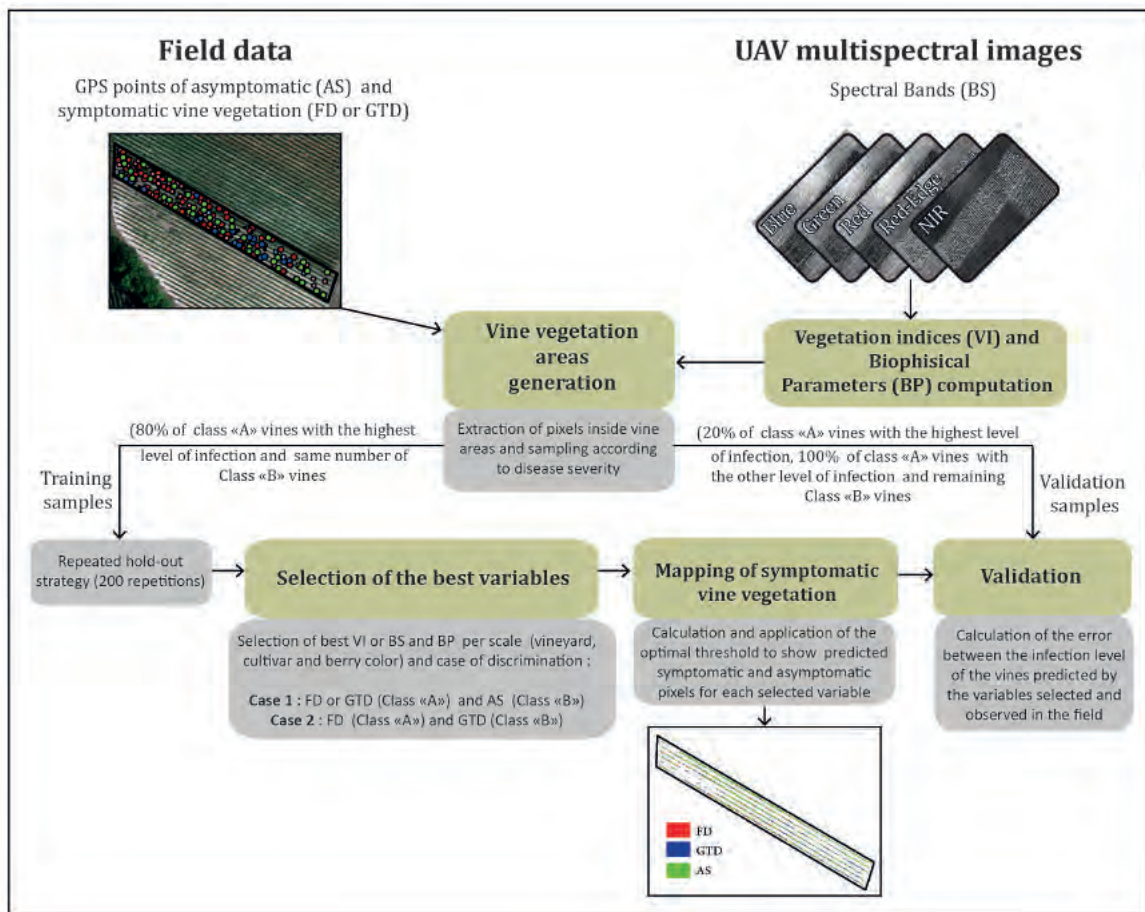 Field data
GPS points of asymptomatic (AS) and
symptomatic vine vegetation (FD or GTD)
UAV multispectral images
Spectral Bands (BS)
Blue
Green
Red
Red-Edge
NIR
Vine vegetation
areas
generation
Vegetation indices (VI) and
Biophisical
Parameters (BP) computation
Extraction of pixels inside vine
areas and sampling according
to disease severity
(80% of class «A» vines with the highest
level of infection and same number of
Class «B» vines
(20% of class «A» vines with the highest level
of infection, 100% of class «A» vines with
the other level of infection and remaining
Class «B» vines
Training
samples
Validation
samples
Repeated hold-out
strategy (200 repetitions)
Selection of the best variables
Selection of best VI or BS and BP per scale (vineyard,
cultivar and berry color) and case of discrimination :
Case 1 : FD or GTD (Class «A») and AS (Class «B»)
Case 2 : FD (Class «A») and GTD (Class «B»)
Mapping of symptomatic
vine vegetation
Calculation and application of the
optimal threshold to show predicted
symptomatic and asymptomatic
pixels for each selected variable
Validation
Calculation of the error
between the infection level
of the vines predicted by
the variables selected and
observed in the field
FD
GTD
AS